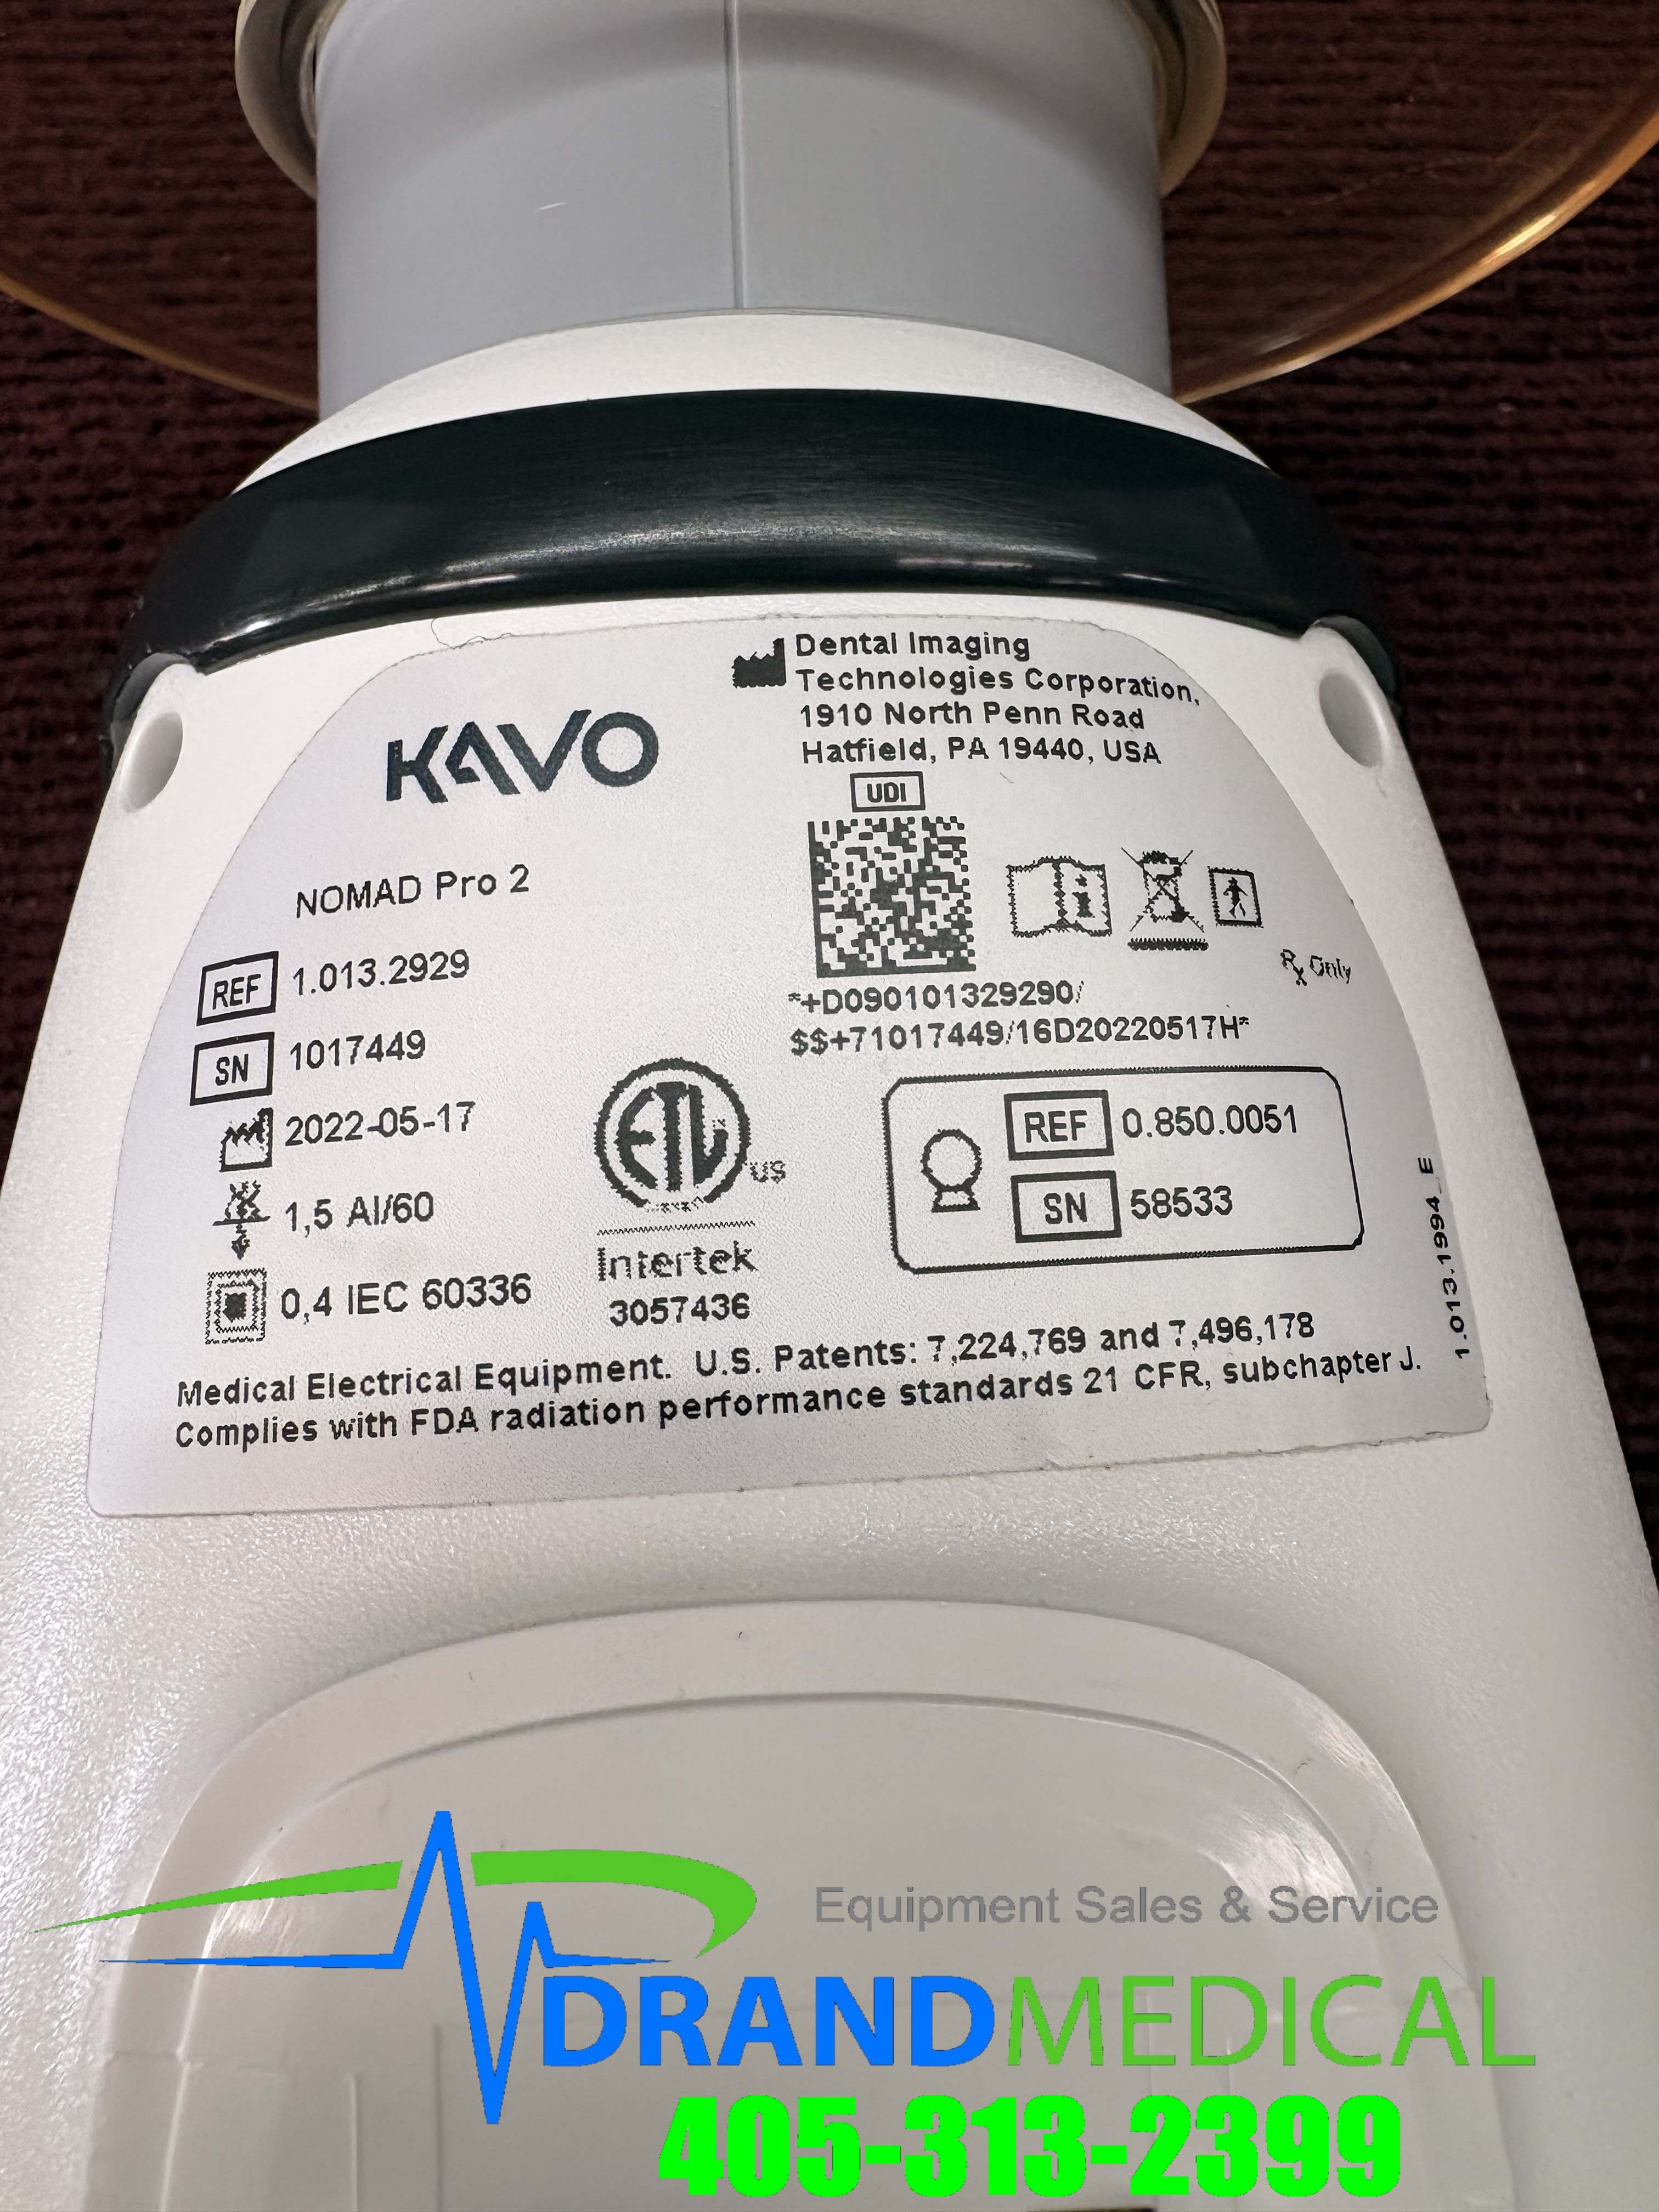 Dental Imaging
Technologies Corporation,
1910 North Penn Road
Hatfield, PA 19440, USA
KAVO
UDI
NOMAD Pro 2
REF 1.013.2929
Rx Only
*+D090101329290/
$$+71017449/16D20220517H*
SN 1017449
2022-05-17
ETL
US
REF 0.850.0051
SN 58533
1,5 Al/60
Intertek
3057436
0,4 IEC 60336
1.013.1994_E
Medical Electrical Equipment. U.S. Patents: 7,224,769 and 7,496,178
Complies with FDA radiation performance standards 21 CFR, subchapter J.
Equipment Sales & Service
DRANDMEDICAL
405-313-2399